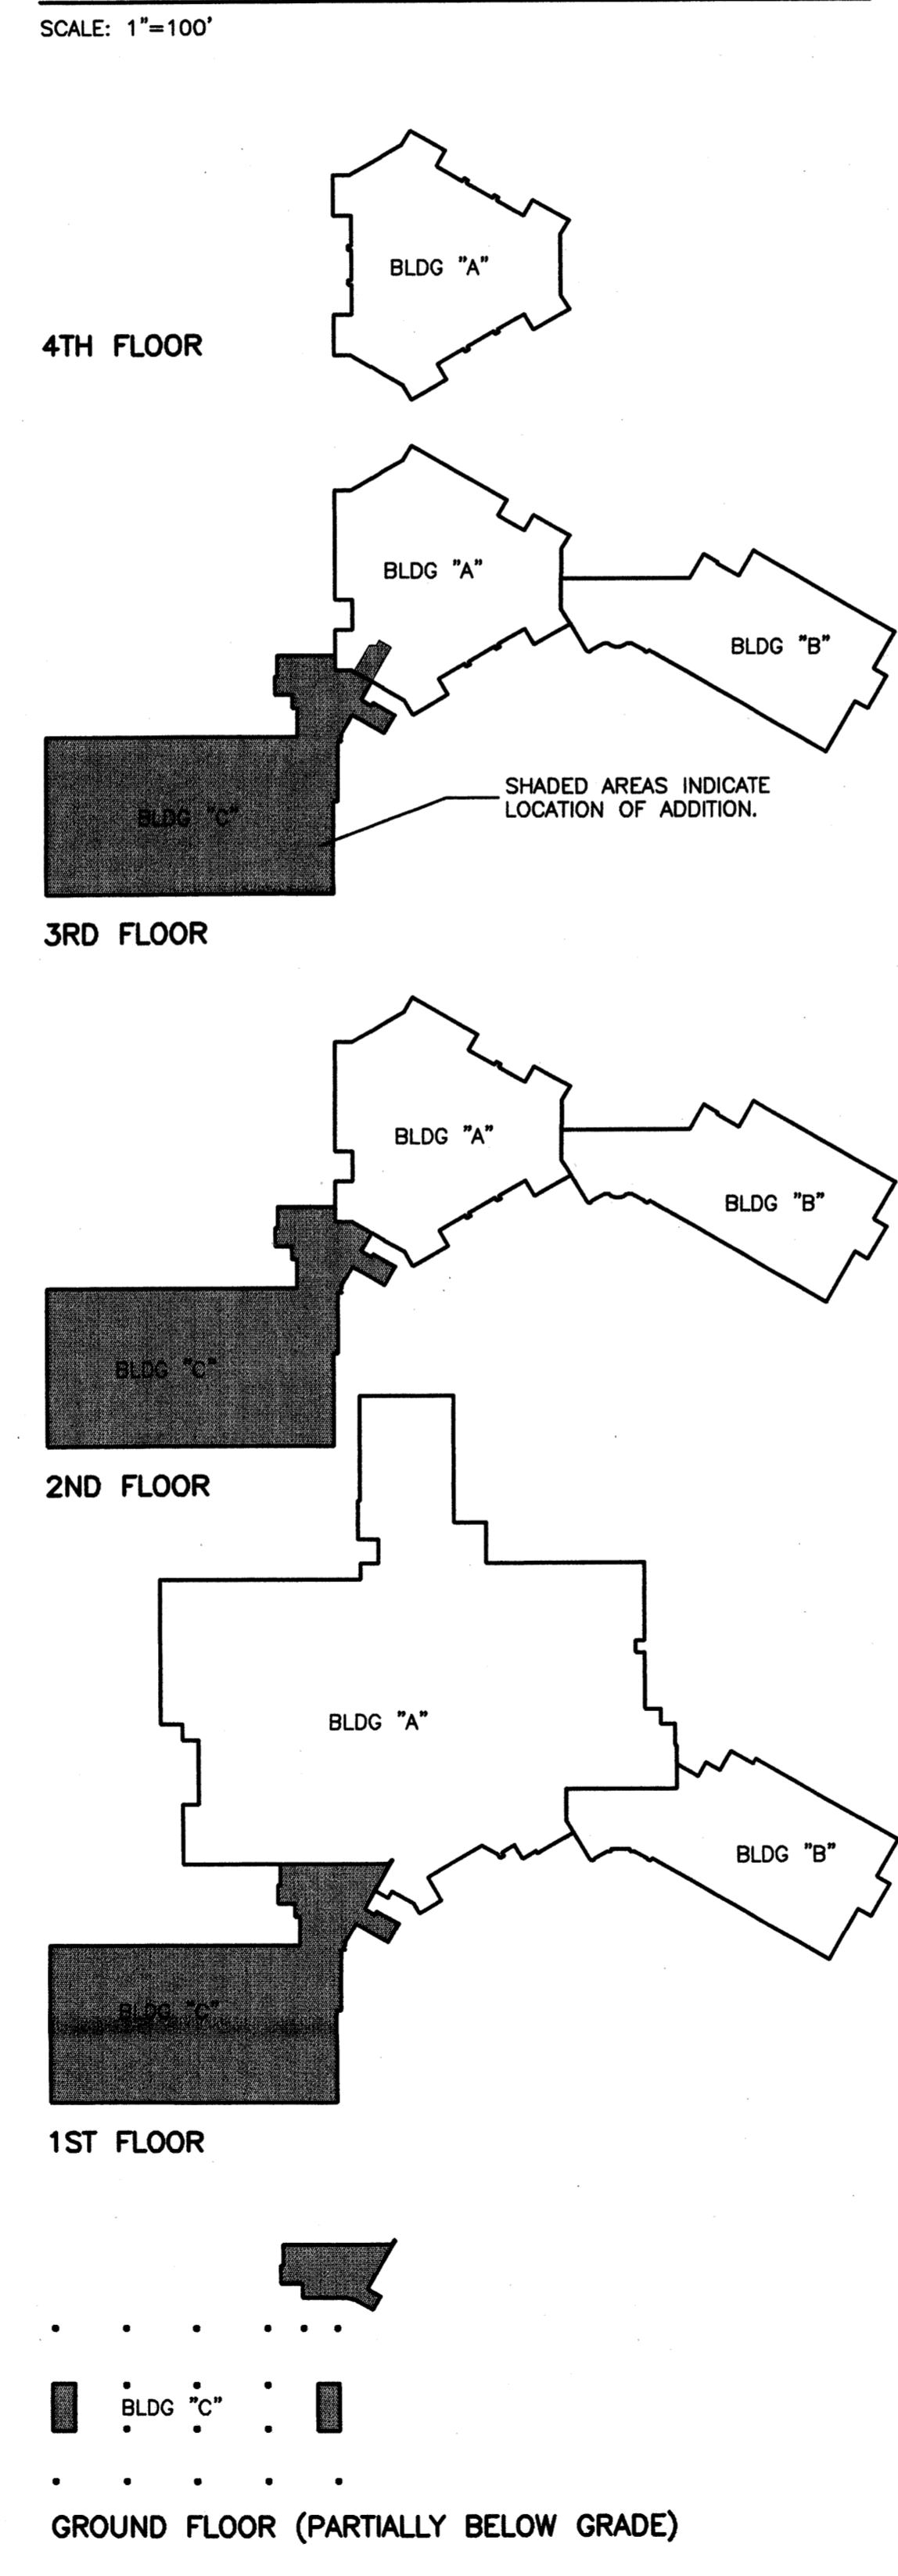 SCALE: 1"=100'
BLDG "A"
4TH FLOOR
BLDG "A"
BLDG "B"
SHADED AREAS INDICATE
LOCATION OF ADDITION.
BLDG "C"
3RD FLOOR
BLDG "A"
BLDG "B"
BLDG "C"
2ND FLOOR
BLDG "A"
BLDG "B"
BLDG "C"
1ST FLOOR
BLDG "C"
GROUND FLOOR (PARTIALLY BELOW GRADE)